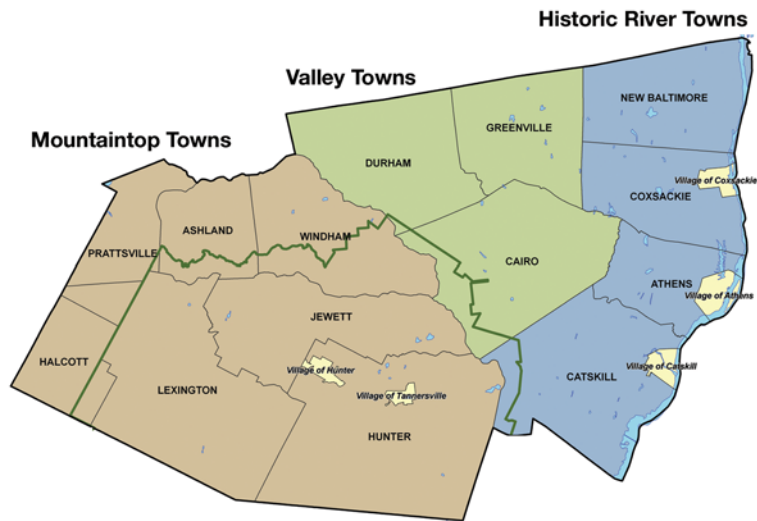 Historic River Towns
Valley Towns
Mountaintop Towns
NEW BALTIMORE
GREENVILLE
DURHAM
Village of Coxsackie
COXSACKIE
ASHLAND
WINDHAM
PRATTSVILLE
CAIRO
ATHENS
Village of Athens
JEWETT
HALCOTT
Village of Hunter
Village of Catskill
CATSKILL
LEXINGTON
Village of Tannersville
HUNTER